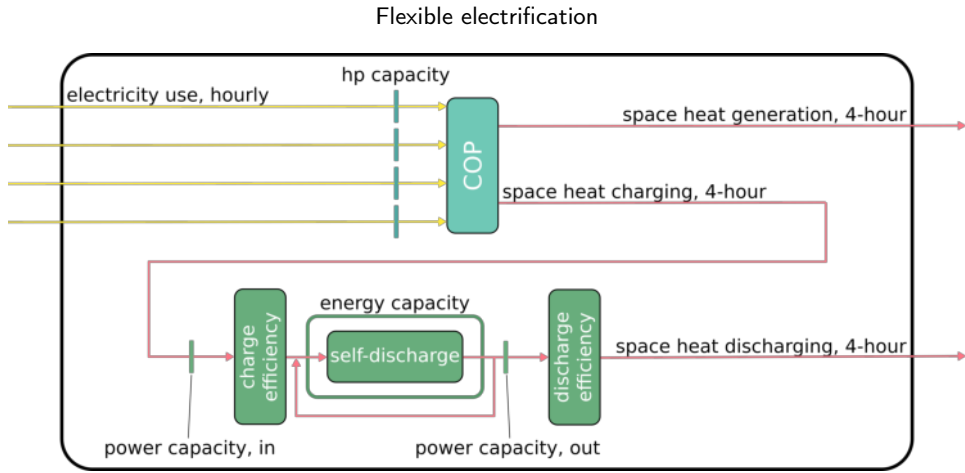 Flexible electrification
hp capacity
electricity use, hourly
space heat generation, 4-hour
COP
space heat charging, 4-hour
energy capacity
charge
efficiency
self-discharge
discharge
efficiency
space heat discharging, 4-hour
power capacity, in
power capacity, out